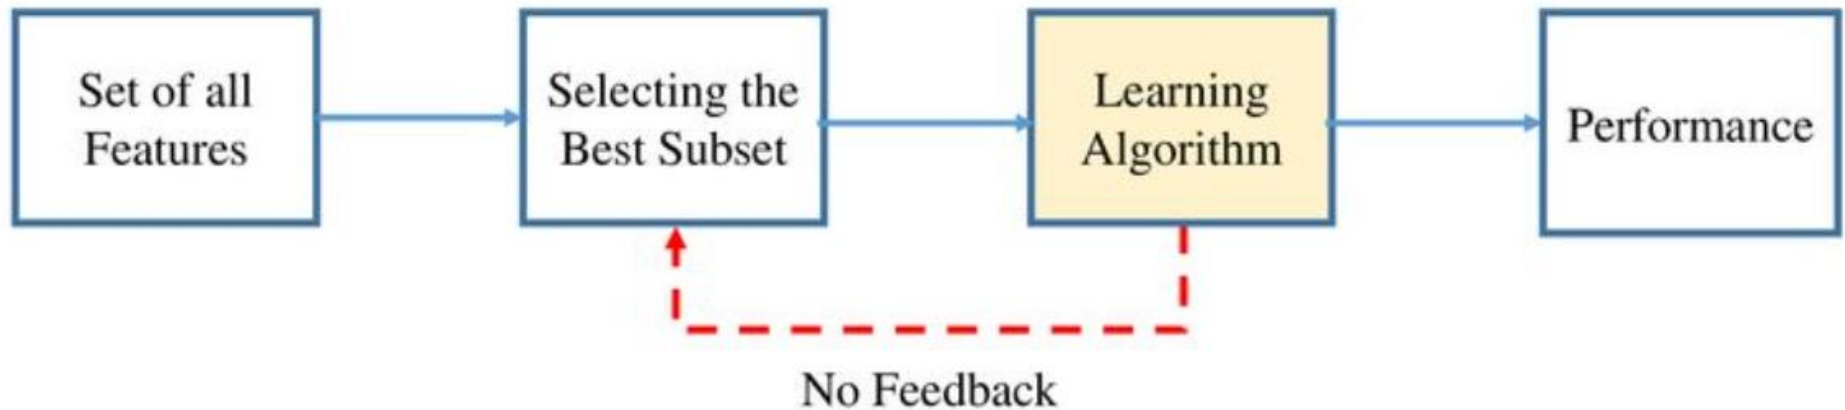 Set of all
Features
Selecting the
Best Subset
Learning
Algorithm
Performance
No Feedback